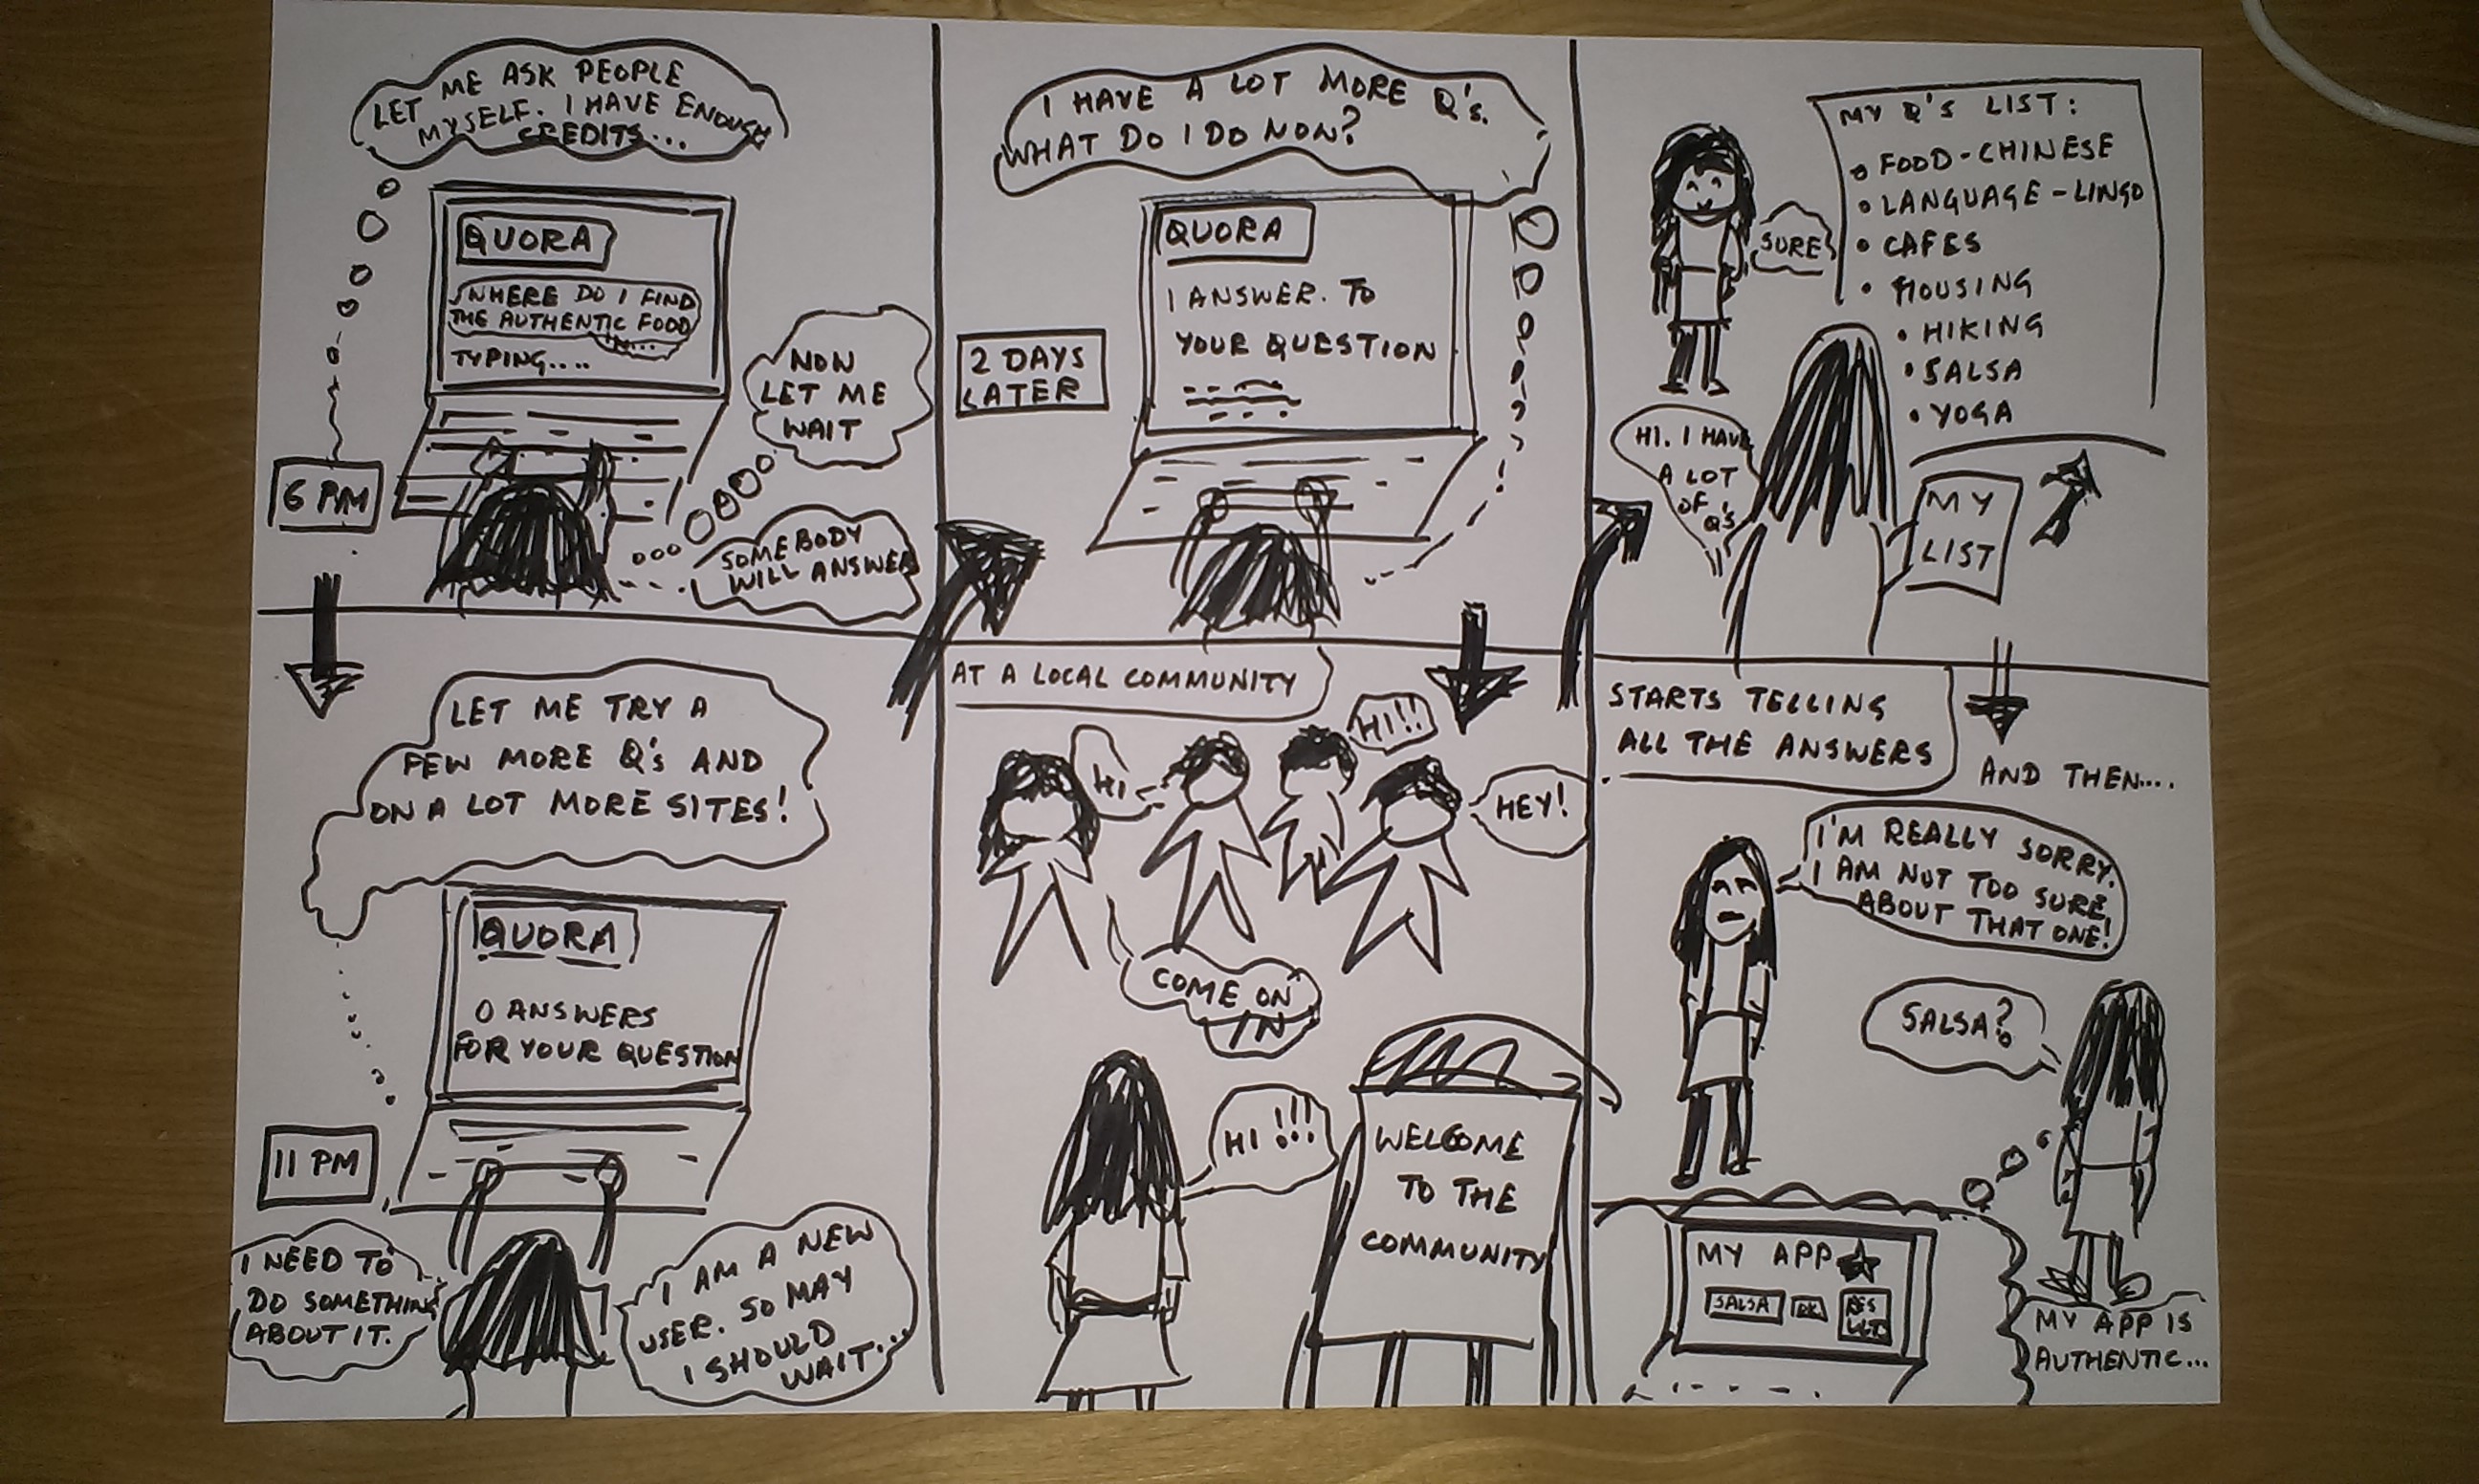 LET ME ASK PEOPLE
MYSELF. I HAVE ENOUGH
CREDITS...
QUORA
WHERE DO I FIND
THE AUTHENTIC FOOD
IN...
TYPING....
6 PM
NOW
LET ME
WAIT
SOMEBODY
WILL ANSWER
LET ME TRY A
FEW MORE Q's AND
ON A LOT MORE SITES!
QUORA
0 ANSWERS
FOR YOUR QUESTION
11 PM
I NEED TO
DO SOMETHING
ABOUT IT.
I AM A NEW
USER. SO MAY
I SHOULD
WAIT...
I HAVE A LOT MORE Q's.
WHAT DO I DO NOW?
2 DAYS
LATER
QUORA
1 ANSWER. TO
YOUR QUESTION
AT A LOCAL COMMUNITY
HI
HI!!
HEY!
COME ON
IN
HI!!!
WELCOME
TO THE
COMMUNITY
SURE
MY Q'S LIST:
• FOOD-CHINESE
• LANGUAGE-LINGO
• CAFES
• HOUSING
• HIKING
• SALSA
• YOGA
HI. I HAVE
A LOT
OF Q's
MY
LIST
STARTS TELLING
ALL THE ANSWERS
AND THEN....
I'M REALLY SORRY.
I AM NOT TOO SURE
ABOUT THAT ONE!
SALSA?
MY APP
SALSA
OK
RES
ULT
MY APP IS
AUTHENTIC...